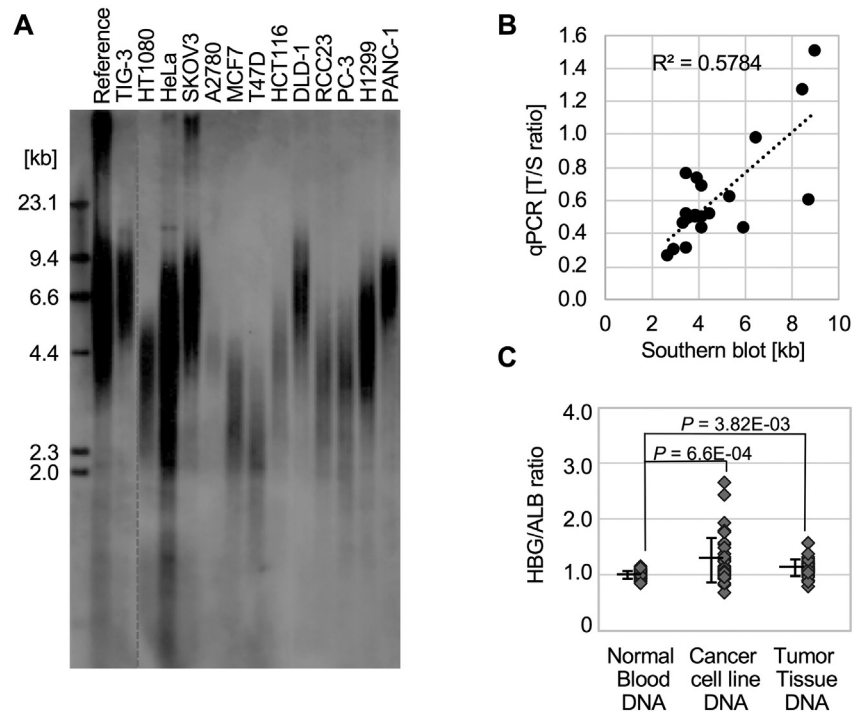 A
Reference
TIG-3
HT1080
HeLa
SKOV3
A2780
MCF7
T47D
HCT116
DLD-1
RCC23
PC-3
H1299
PANC-1
[kb]
23.1
9.4
6.6
4.4
2.3
2.0
B
R² = 0.5784
qPCR [T/S ratio]
1.6
1.4
1.2
1.0
0.8
0.6
0.4
0.2
0.0
0 2 4 6 8 10
Southern blot [kb]
C
HBG/ALB ratio
4.0
3.0
2.0
1.0
0
P = 3.82E-03
P = 6.6E-04
Normal Blood DNA
Cancer cell line DNA
Tumor Tissue DNA